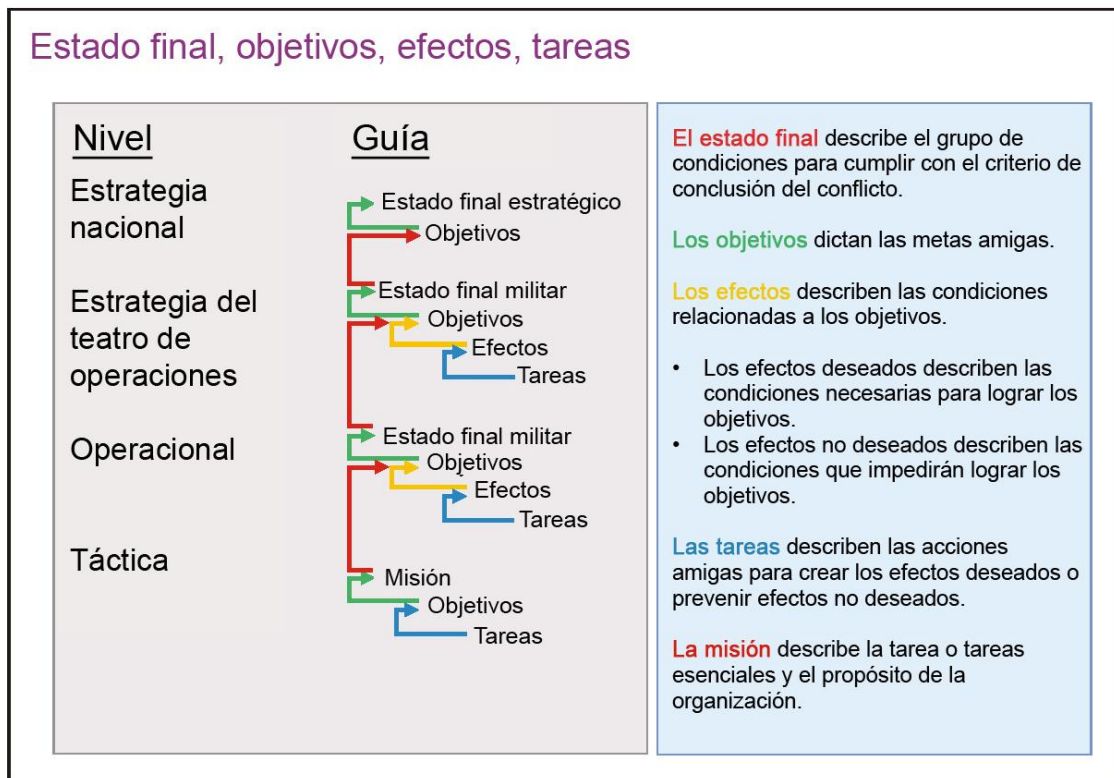 Estado final, objetivos, efectos, tareas
Nivel
Guía
Estrategia
nacional
Estado final estratégico
Objetivos
Estrategia del
teatro de
operaciones
Estado final militar
Objetivos
Efectos
Tareas
Operacional
Estado final militar
Objetivos
Efectos
Tareas
Táctica
Misión
Objetivos
Tareas
El estado final describe el grupo de
condiciones para cumplir con el criterio de
conclusión del conflicto.
Los objetivos dictan las metas amigas.
Los efectos describen las condiciones
relacionadas a los objetivos.
• Los efectos deseados describen las
condiciones necesarias para lograr los
objetivos.
• Los efectos no deseados describen las
condiciones que impedirán lograr los
objetivos.
Las tareas describen las acciones
amigas para crear los efectos deseados o
prevenir efectos no deseados.
La misión describe la tarea o tareas
esenciales y el propósito de la
organización.